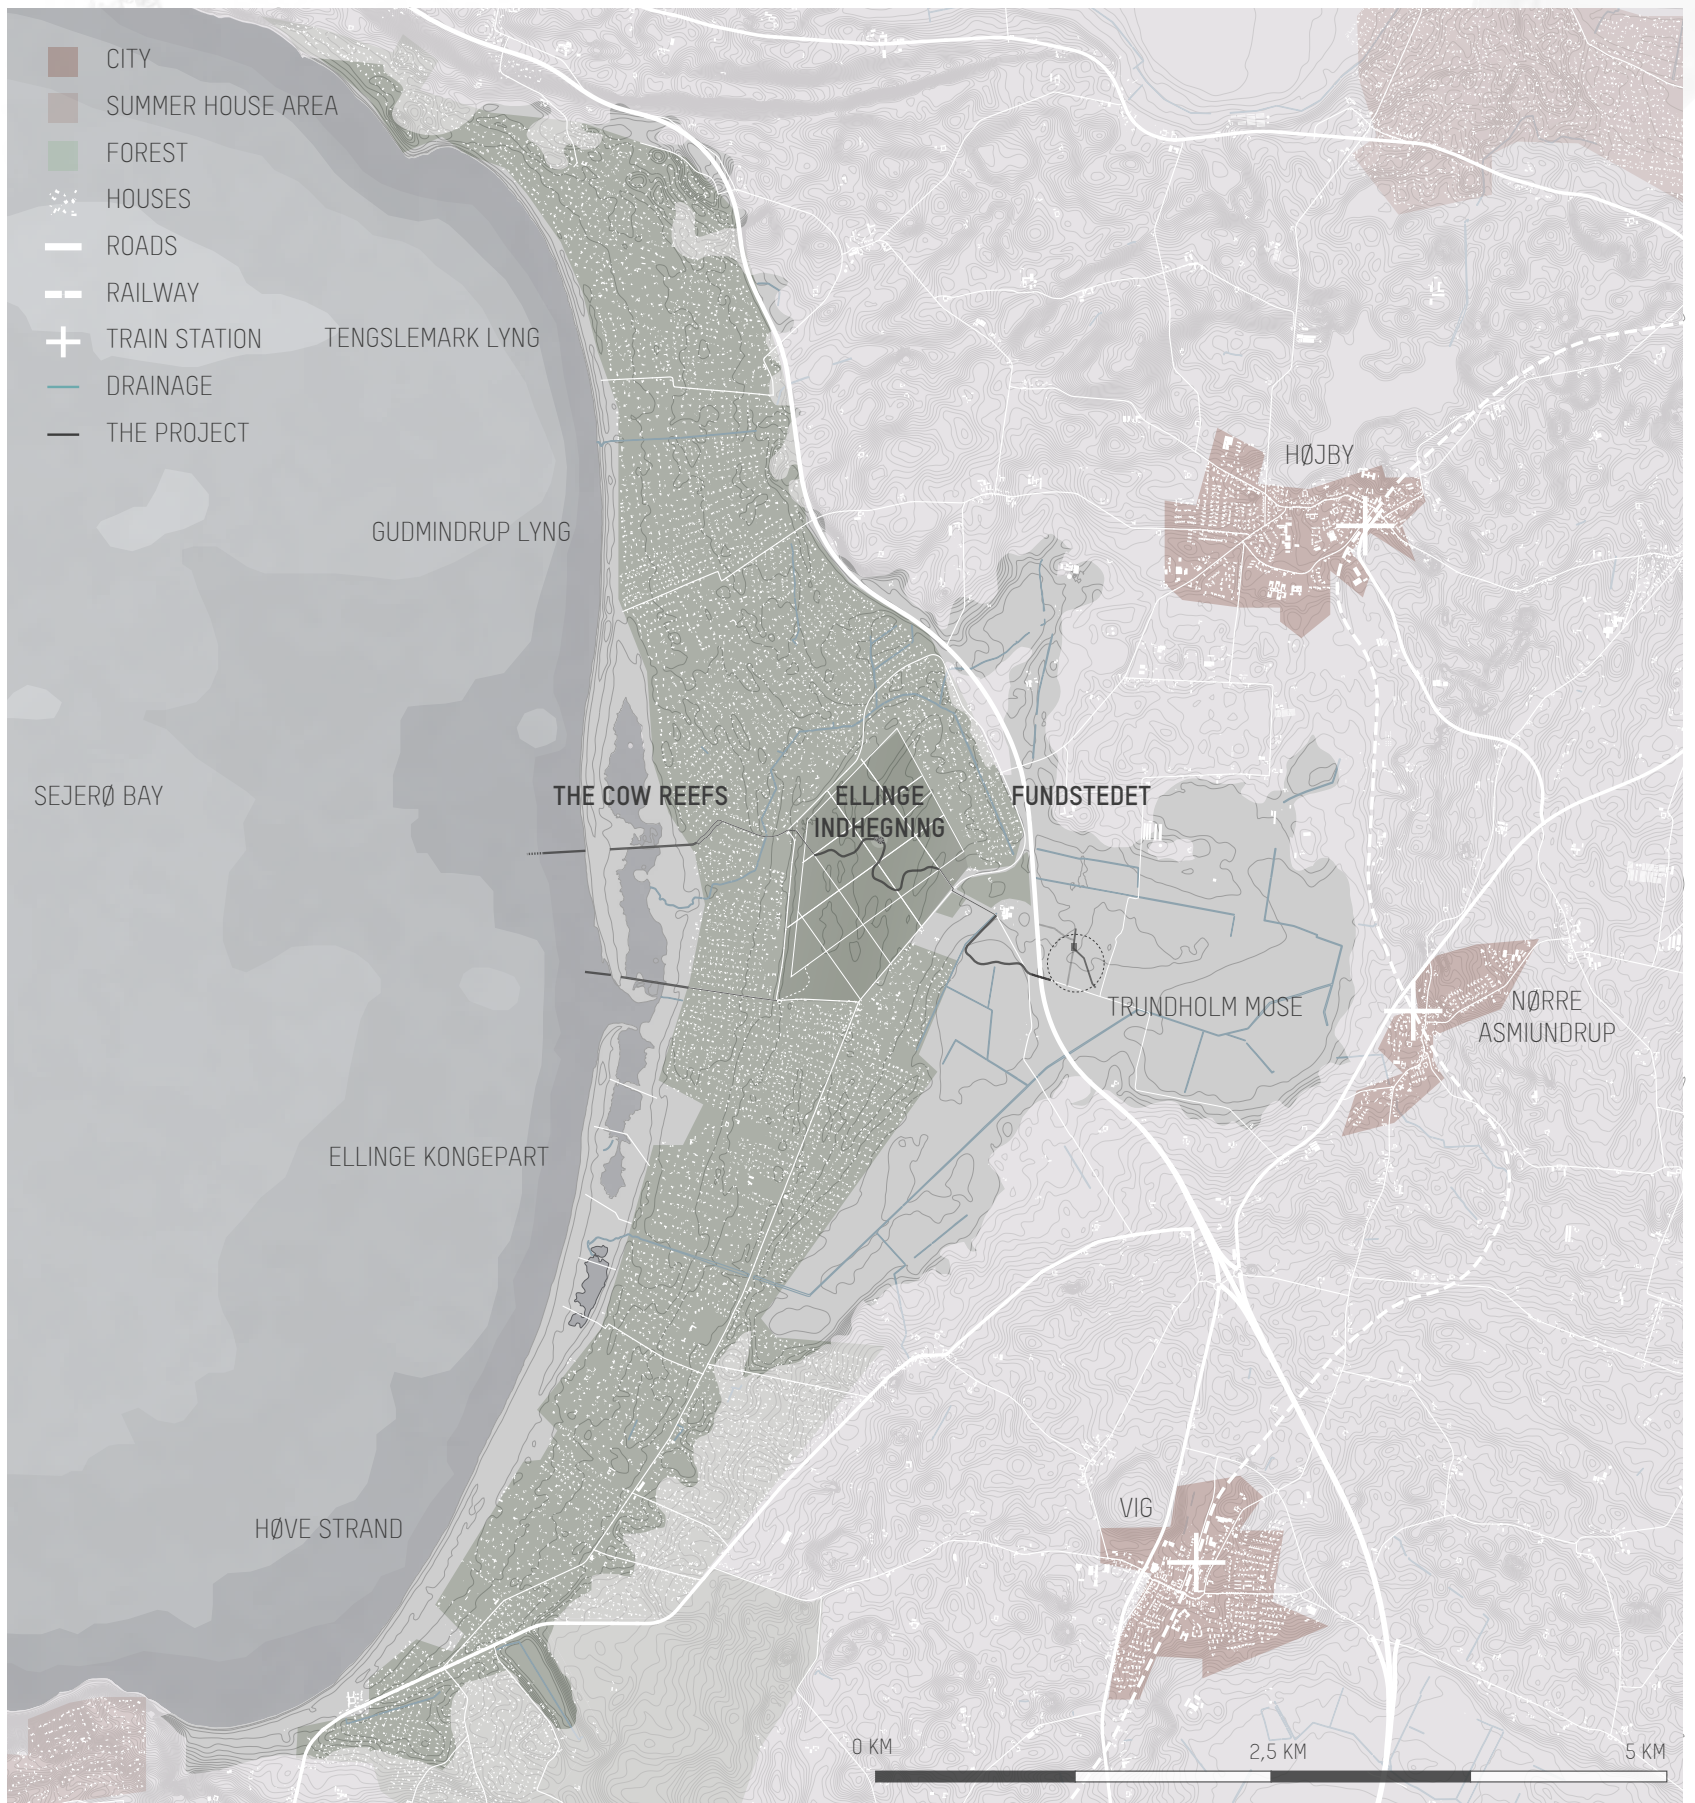 CITY
SUMMER HOUSE AREA
FOREST
HOUSES
ROADS
RAILWAY
TRAIN STATION
DRAINAGE
THE PROJECT
TENGSLEMARK LYNG
HØJBY
GUDMINDRUP LYNG
SEJERØ BAY
THE COW REEFS
ELLINGE
INDHEGNING
FUNDSTEDET
TRUNDHOLM MOSE
NØRRE
ASMIUNDRUP
ELLINGE KONGEPART
VIG
HØVE STRAND
0 KM
2,5 KM
5 KM